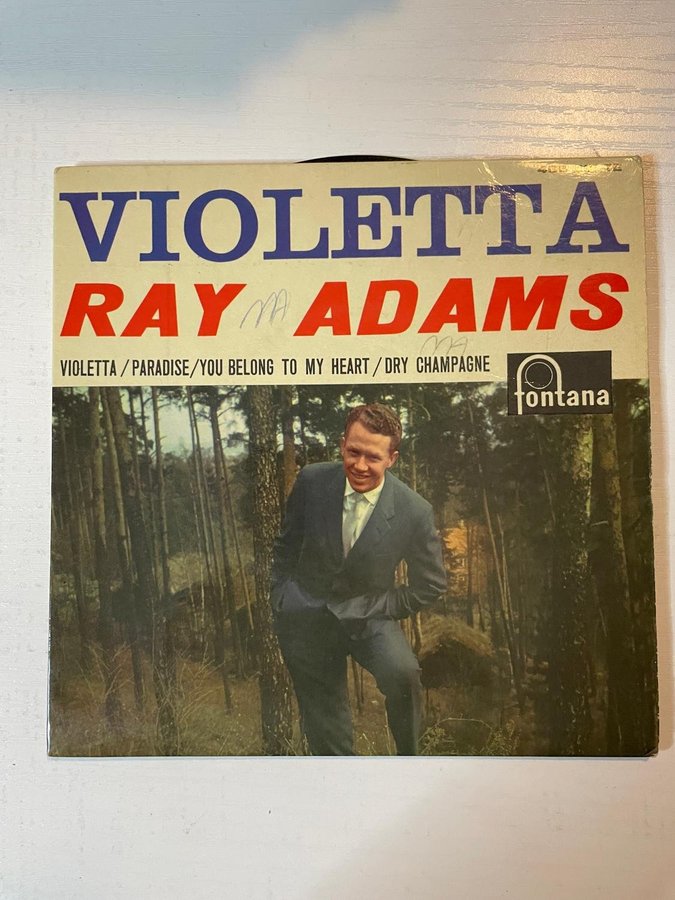 VIOLETTA
RAY ADAMS
VIOLETTA / PARADISE / YOU BELONG TO MY HEART / DRY CHAMPAGNE
fontana